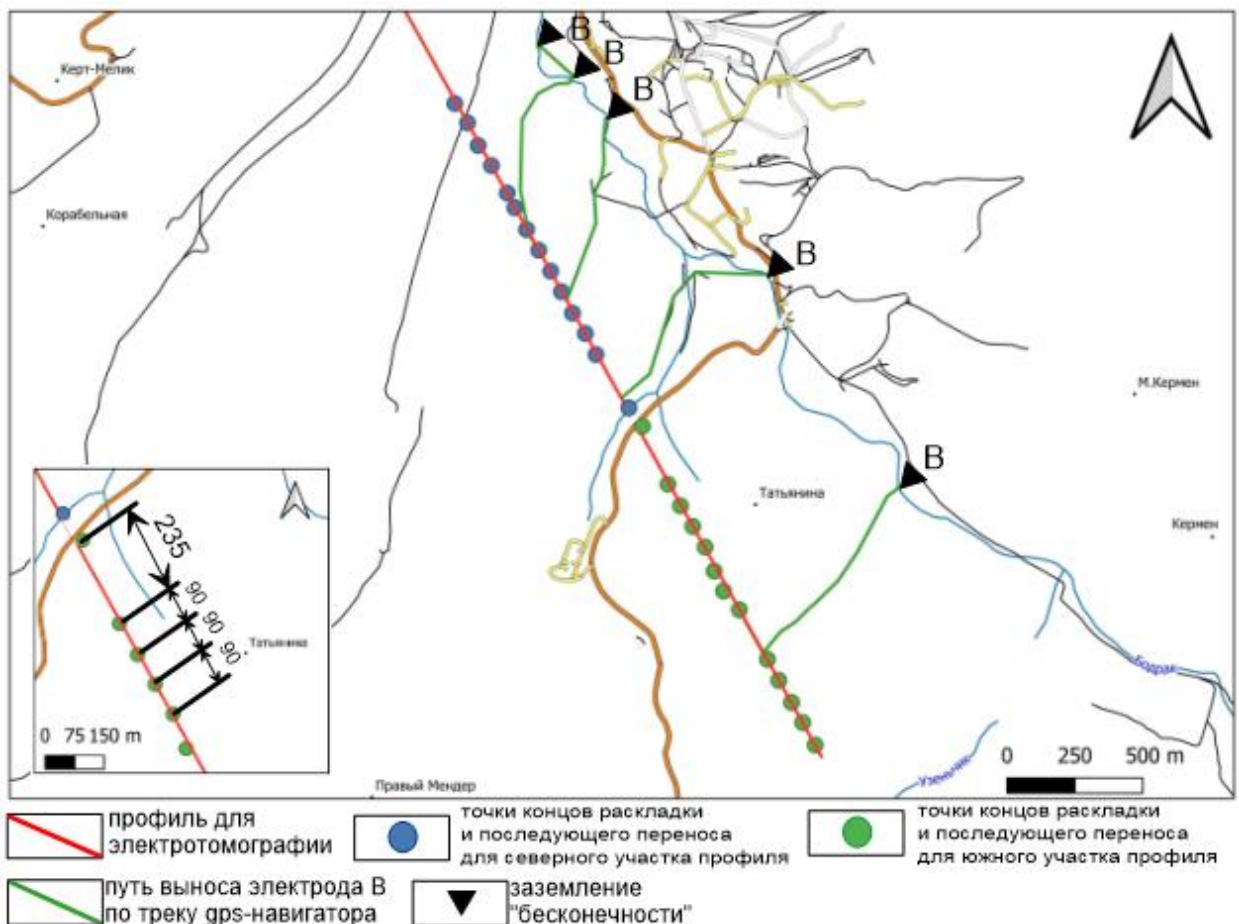 В
В
Керт-Мелик
В
Корабельная
В
М.Кермен
В
Татьянина
Кермен
235
90
90
90
Татьянина
Бодрак
0 75 150 m
0 250 500 m
Узеньчик
Правый Мендер
профиль для
электротомографии
точки концов раскладки
и последующего переноса
для северного участка профиля
точки концов раскладки
и последующего переноса
для южного участка профиля
путь выноса электрода В
по треку gps-навигатора
заземление
"бесконечности"